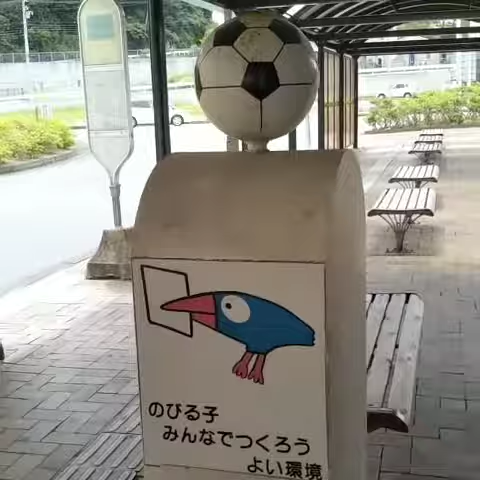 のびる子
みんなでつくろう
よい環境